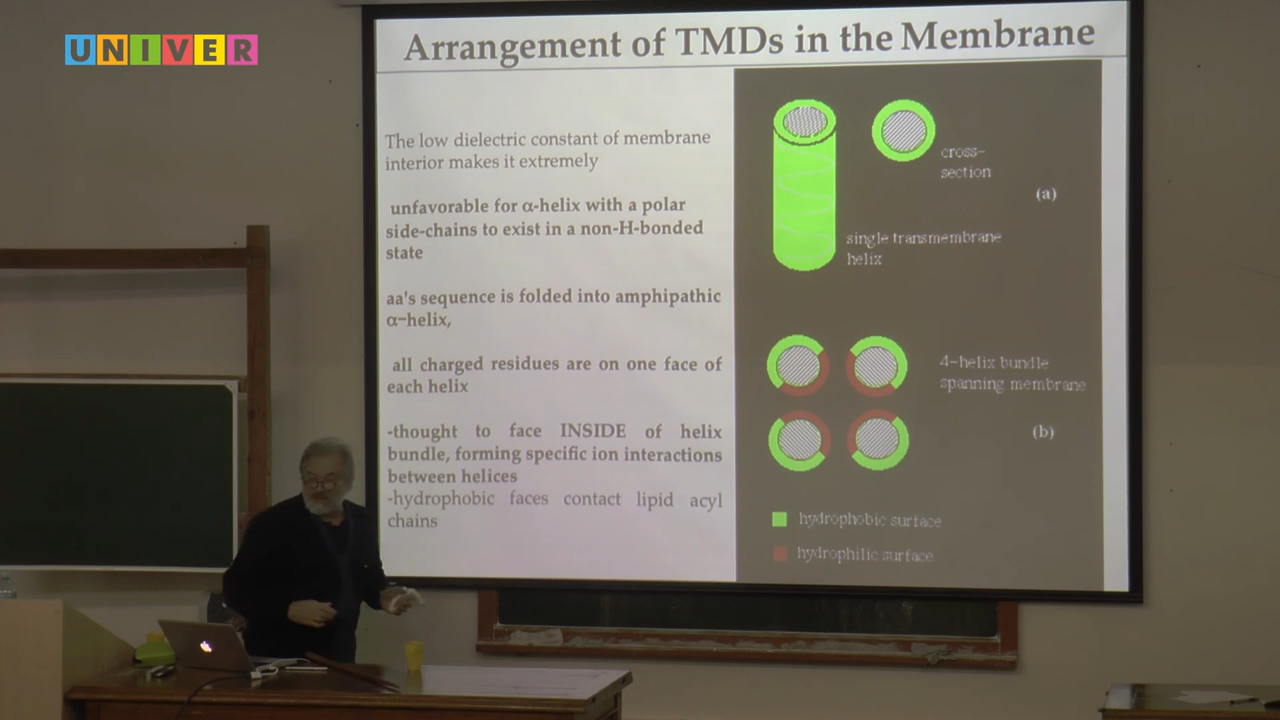 UNIVER
Arrangement of TMDs in the Membrane
The low dielectric constant of membrane
interior makes it extremely
unfavorable for α-helix with a polar
side-chains to exist in a non-H-bonded
state
aa's sequence is folded into amphipathic
α-helix,
all charged residues are on one face of
each helix
-thought to face INSIDE of helix
bundle, forming specific ion interactions
between helices
-hydrophobic faces contact lipid acyl
chains
cross-
section
(a)
single transmembrane
helix
4-helix bundle
spanning membrane
(b)
hydrophobic surface
hydrophilic surface